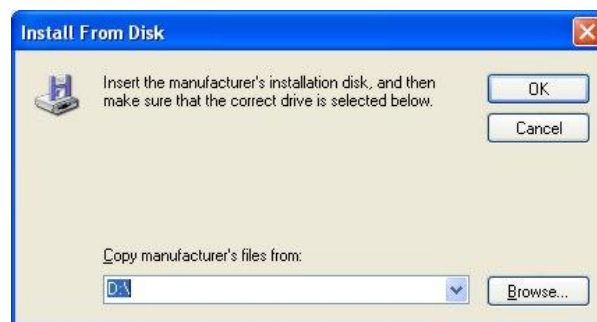 Install From Disk
Insert the manufacturer's installation disk, and then
make sure that the correct drive is selected below.
OK
Cancel
Copy manufacturer's files from:
D:\
Browse...